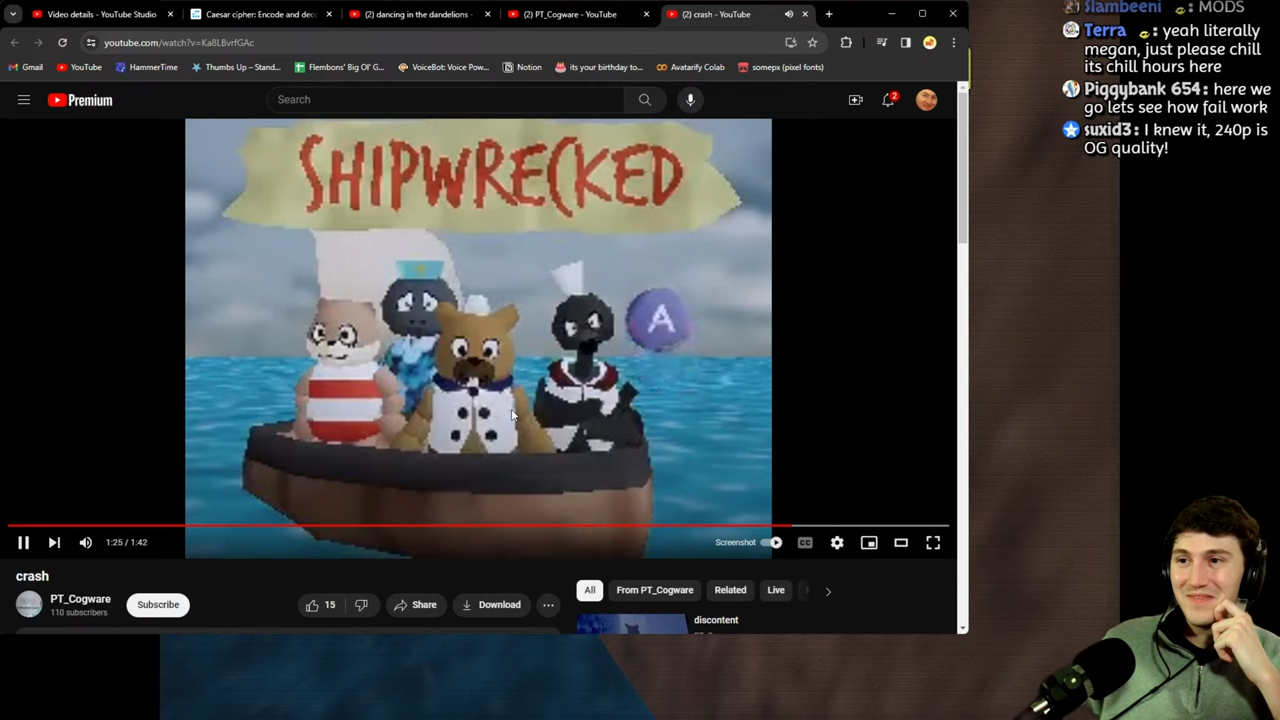 Video details - YouTube Studio
Caesar cipher: Encode and deco
(2) dancing in the dandelions -
(2) PT_Cogware - YouTube
(2) crash - YouTube
youtube.com/watch?v=Ka8LBvrfGAc
Gmail
YouTube
HammerTime
Thumbs Up – Stand...
Flembons' Big Ol' G...
VoiceBot: Voice Pow...
Notion
its your birthday to...
Avatarify Colab
somepx (pixel fonts)
Premium
Search
2
SHIPWRECKED
A
1:25 / 1:42
Screenshot
CC
crash
PT_Cogware
110 subscribers
Subscribe
15
Share
Download
All
From PT_Cogware
Related
Live
discontent
Slambeeni : MODS
Terra : yeah literally
megan, just please chill
its chill hours here
Piggybank 654: here we
go lets see how fail work
suxid3: I knew it, 240p is
OG quality!